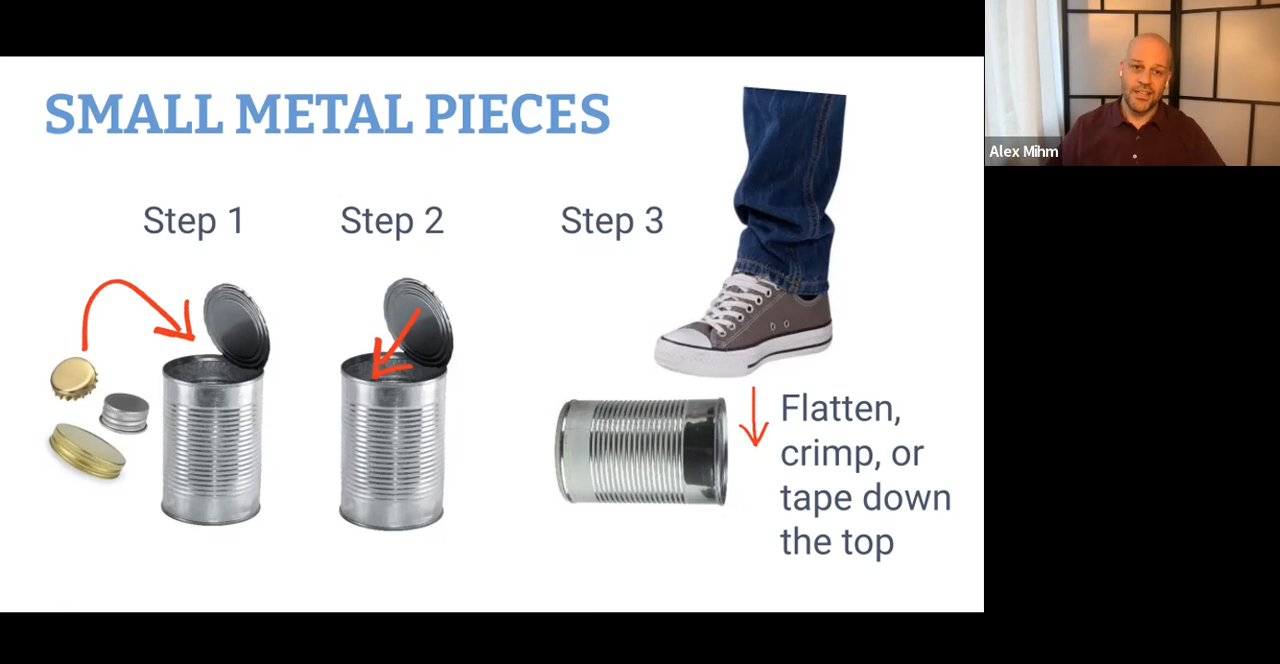 SMALL METAL PIECES
Alex Mihm
Step 1
Step 2
Step 3
Flatten,
crimp, or
tape down
the top